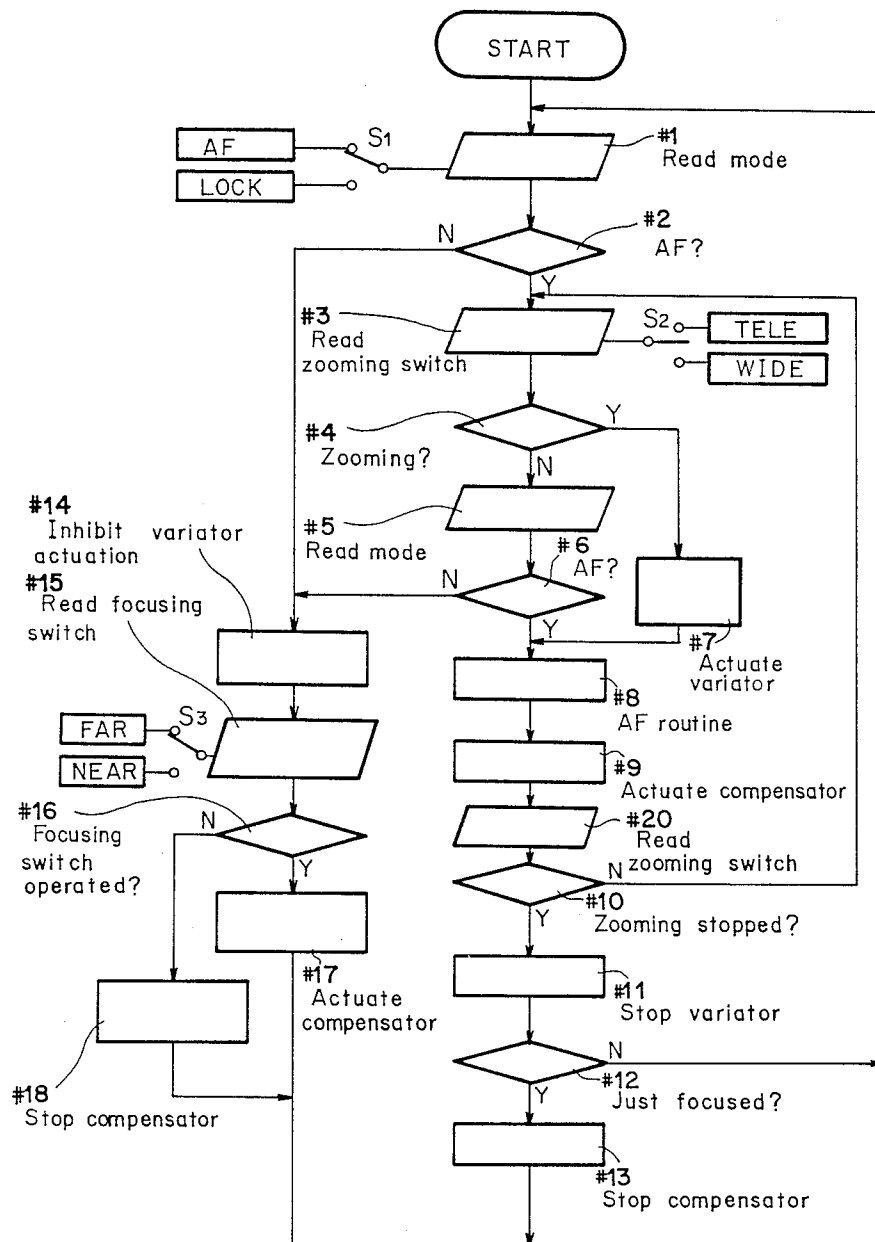 START
#1
Read mode
S1
AF
LOCK
#2
AF?
N
Y
#3
Read
zooming switch
S2
TELE
WIDE
#4
Zooming?
Y
N
#5
Read mode
#6
AF?
N
Y
#7
Actuate
variator
#14
Inhibit variator
actuation
#15
Read focusing
switch
#8
AF routine
S3
FAR
NEAR
#9
Actuate compensator
#16
Focusing
switch
operated?
N
Y
#20
Read
zooming switch
N
#10
Zooming stopped?
Y
#17
Actuate
compensator
#11
Stop variator
#18
Stop compensator
N
#12
Just focused?
Y
#13
Stop compensator